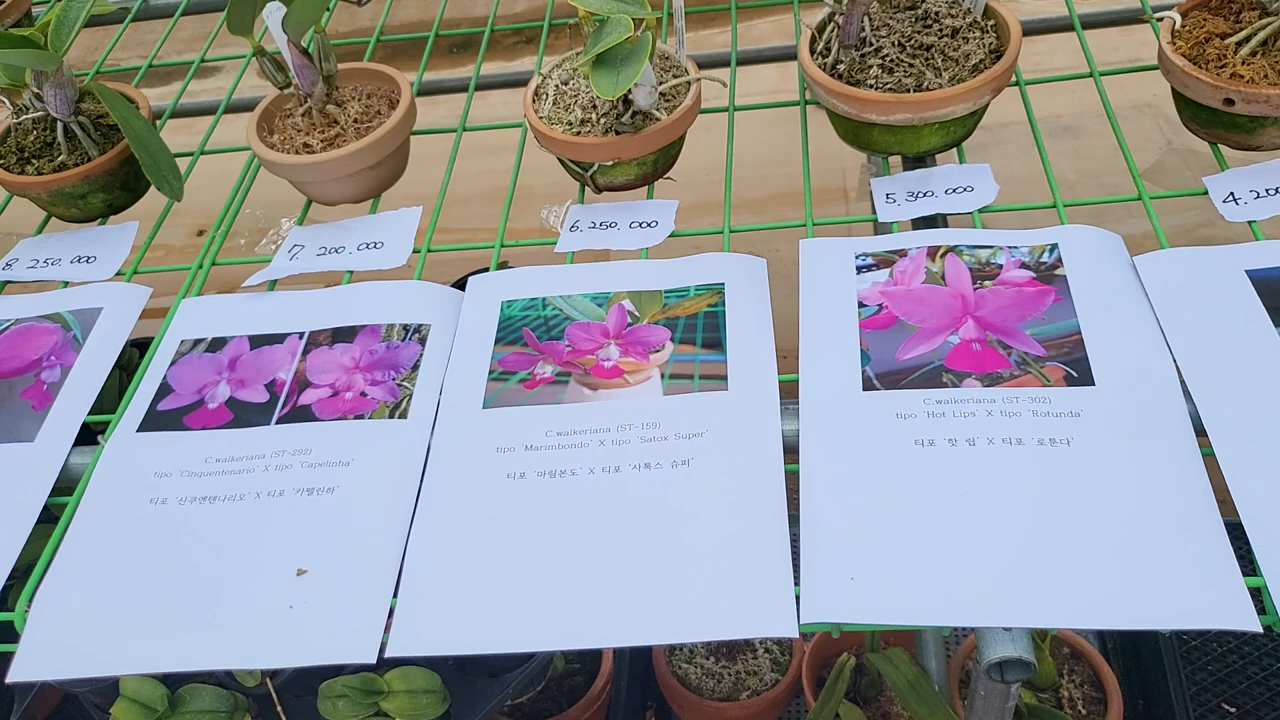 8. 250.000
7. 200.000
6. 250.000
5. 300.000
4. 200
C.walkeriana (ST-292)
tipo 'Cinquentenario' X tipo 'Capelinha'
티포 '신쿠엔텐나리오' X 티포 '카펠린하'
C.walkeriana (ST-159)
tipo 'Marimbondo' X tipo 'Satox Super'
티포 '마림본도' X 티포 '사톡스 슈퍼'
C.walkeriana (ST-302)
tipo 'Hot Lips' X tipo 'Rotunda'
티포 '핫 립' X 티포 '로툰다'